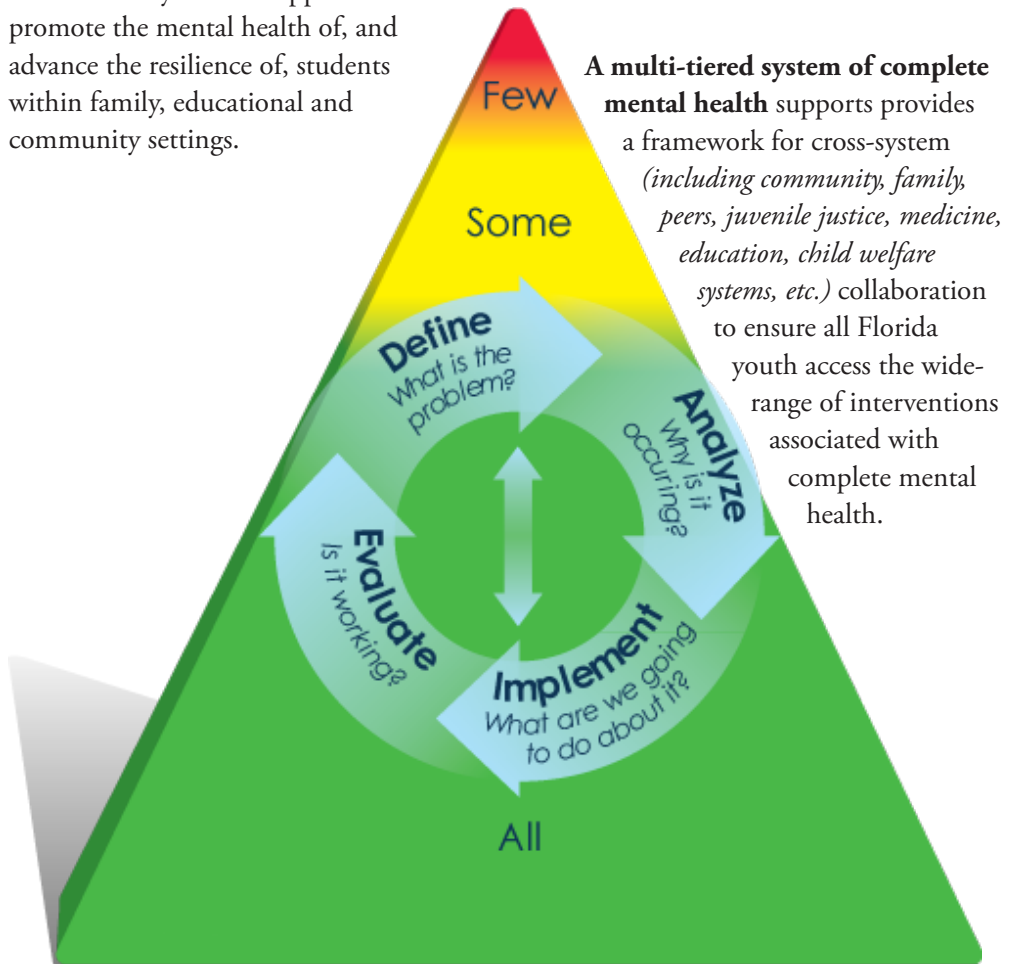 promote the mental health of, and
advance the resilience of, students
within family, educational and
community settings.
A multi-tiered system of complete
mental health supports provides
a framework for cross-system
(including community, family,
peers, juvenile justice, medicine,
education, child welfare
systems, etc.) collaboration
to ensure all Florida
youth access the wide-
range of interventions
associated with
complete mental
health.
Few
Some
Define
What is the
problem?
Analyze
Why is it
occuring?
Implement
What are we going
to do about it?
Evaluate
Is it working?
All